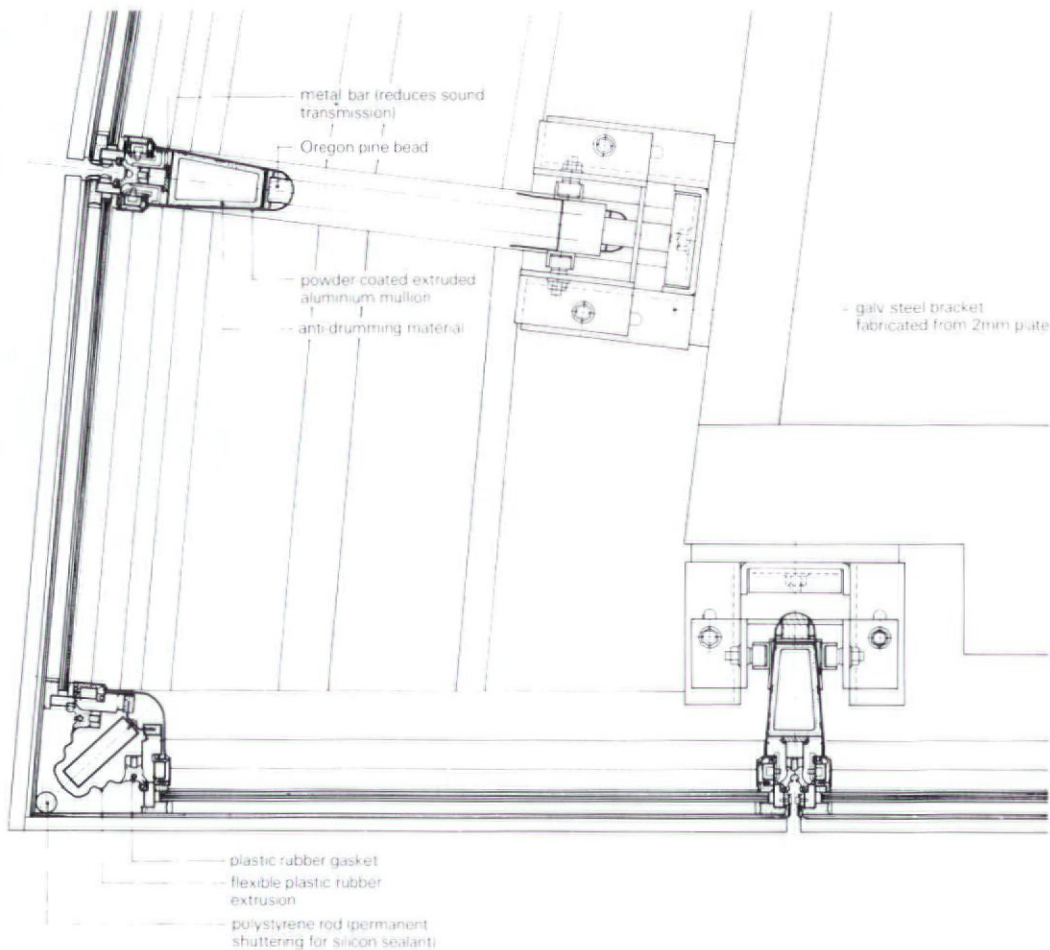 metal bar (reduces sound
transmission)
Oregon pine bead
powder coated extruded
aluminium mullion
anti-drumming material
galv steel bracket
fabricated from 2mm plate
plastic rubber gasket
flexible plastic rubber
extrusion
polystyrene rod (permanent
shuttering for silicon sealant)